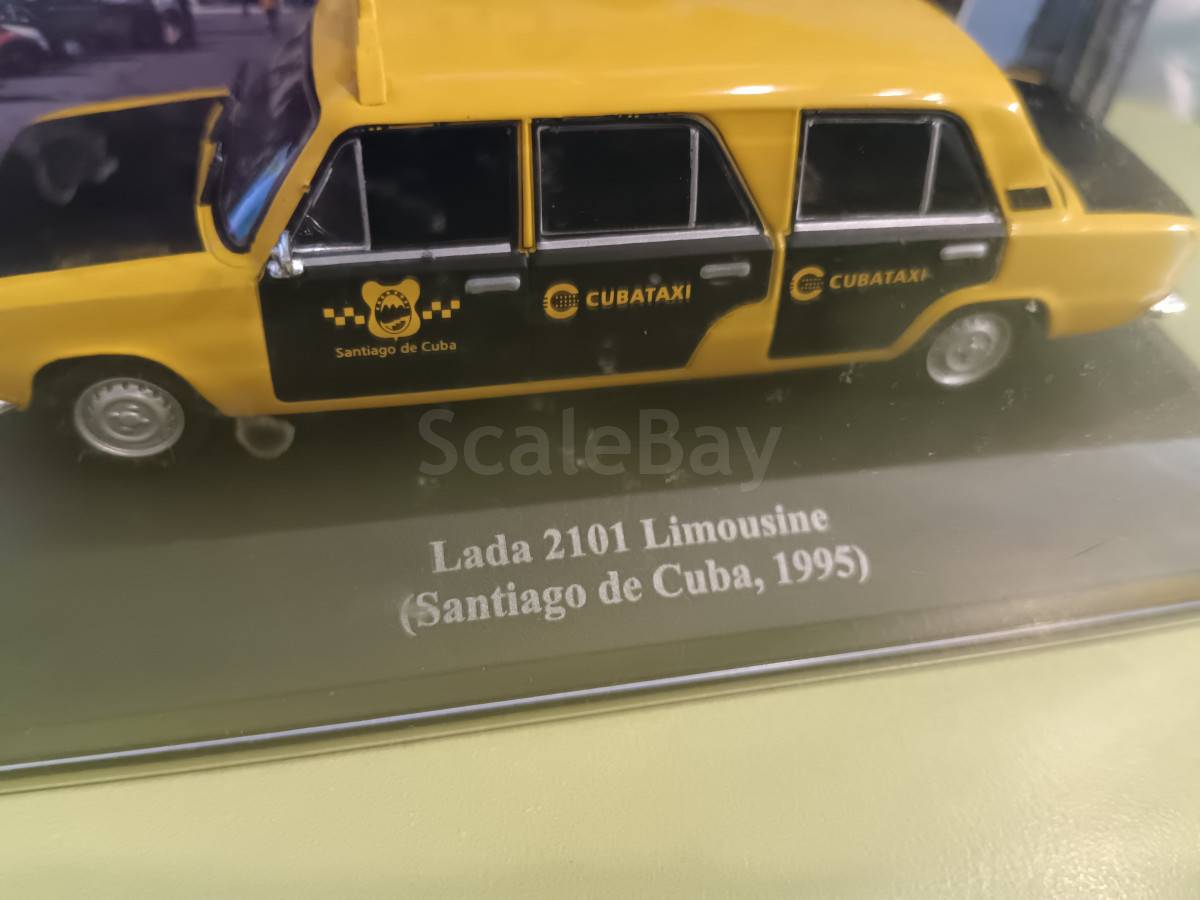 CUBATAXI
CUBATAXI
Santiago de Cuba
ScaleBay
Lada 2101 Limousine
(Santiago de Cuba, 1995)